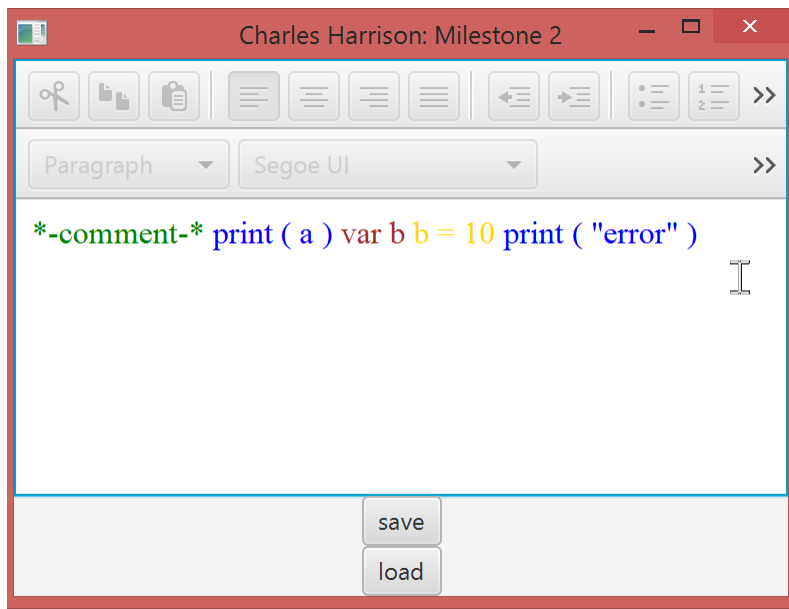 Charles Harrison: Milestone 2
Paragraph Segoe UI
*-comment-* print ( a ) var b b = 10 print ( "error" )
save
load